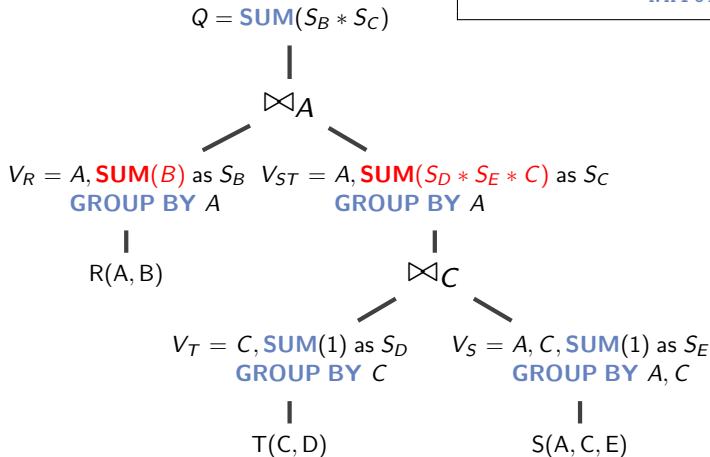 Q = SUM(S_B * S_C)
⋈_A
V_R = A, SUM(B) as S_B V_ST = A, SUM(S_D * S_E * C) as S_C
GROUP BY A GROUP BY A
R(A, B)
⋈_C
V_T = C, SUM(1) as S_D V_S = A, C, SUM(1) as S_E
GROUP BY C GROUP BY A, C
T(C, D) S(A, C, E)